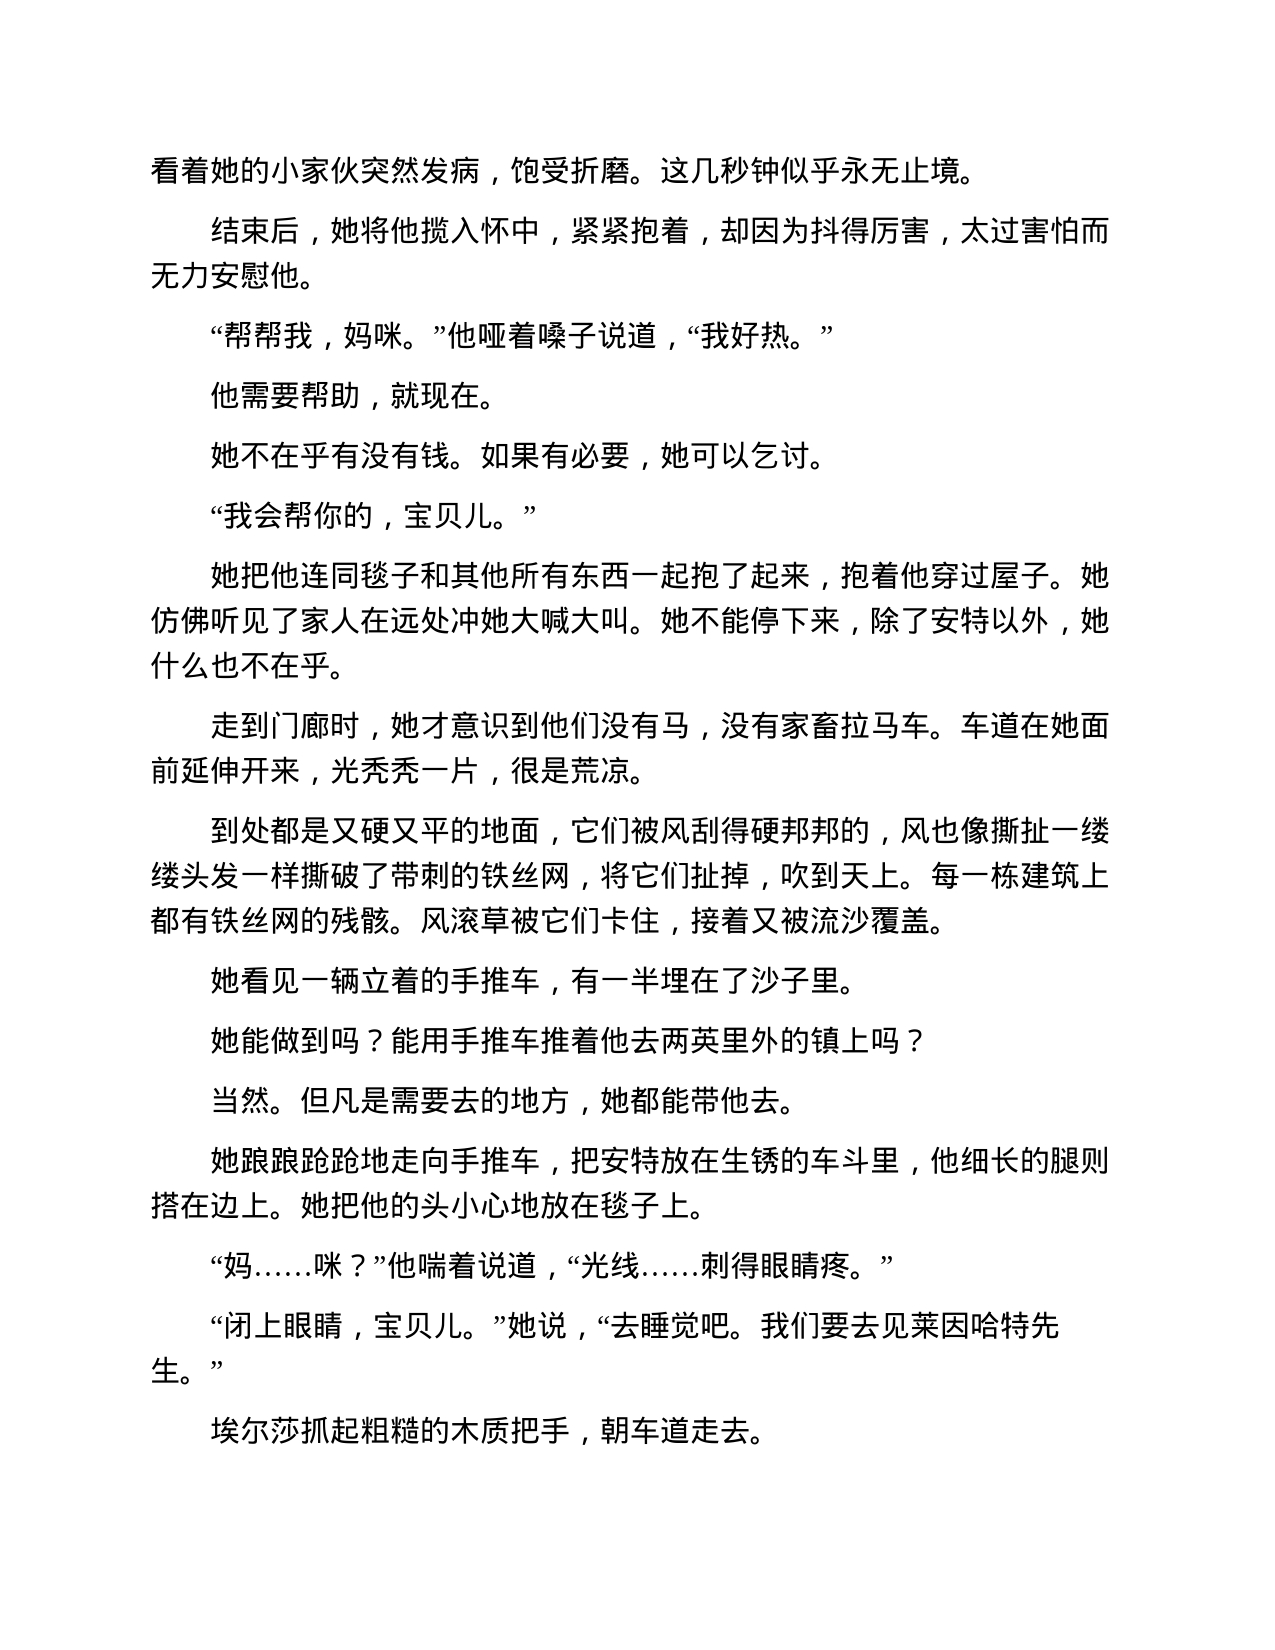 看着她的小家伙突然发病，饱受折磨。这几秒钟似乎永无止境。
结束后，她将他揽入怀中，紧紧抱着，却因为抖得厉害，太过害怕而
无力安慰他。
“帮帮我，妈咪。”他哑着嗓子说道，“我好热。”
他需要帮助，就现在。
她不在乎有没有钱。如果有必要，她可以乞讨。
“我会帮你的，宝贝儿。”
她把他连同毯子和其他所有东西一起抱了起来，抱着他穿过屋子。她
仿佛听见了家人在远处冲她大喊大叫。她不能停下来，除了安特以外，她
什么也不在乎。
走到门廊时，她才意识到他们没有马，没有家畜拉马车。车道在她面
前延伸开来，光秃秃一片，很是荒凉。
到处都是又硬又平的地面，它们被风刮得硬邦邦的，风也像撕扯一缕
缕头发一样撕破了带刺的铁丝网，将它们扯掉，吹到天上。每一栋建筑上
都有铁丝网的残骸。风滚草被它们卡住，接着又被流沙覆盖。
她看见一辆立着的手推车，有一半埋在了沙子里。
她能做到吗？能用手推车推着他去两英里外的镇上吗？
当然。但凡是需要去的地方，她都能带他去。
她踉踉跄跄地走向手推车，把安特放在生锈的车斗里，他细长的腿则
搭在边上。她把他的头小心地放在毯子上。
“妈……咪？”他喘着说道，“光线……刺得眼睛疼。”
“闭上眼睛，宝贝儿。”她说，“去睡觉吧。我们要去见莱因哈特先
生。”
埃尔莎抓起粗糙的木质把手，朝车道走去。